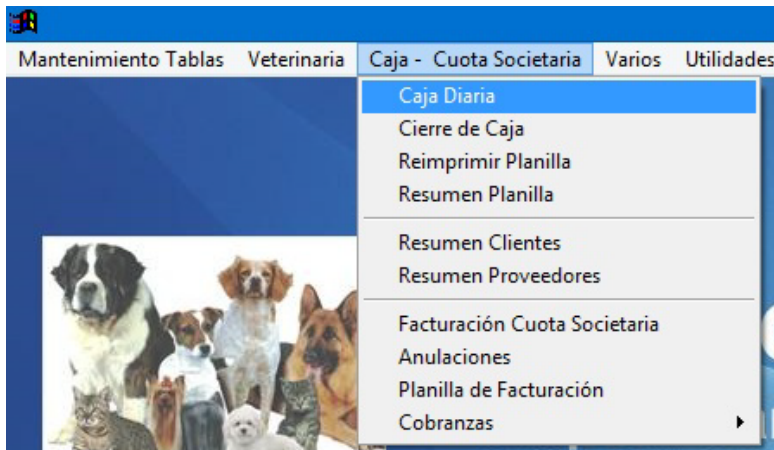 Mantenimiento Tablas Veterinaria Caja - Cuota Societaria Varios Utilidades
Caja Diaria
Cierre de Caja
Reimprimir Planilla
Resumen Planilla
Resumen Clientes
Resumen Proveedores
Facturación Cuota Societaria
Anulaciones
Planilla de Facturación
Cobranzas